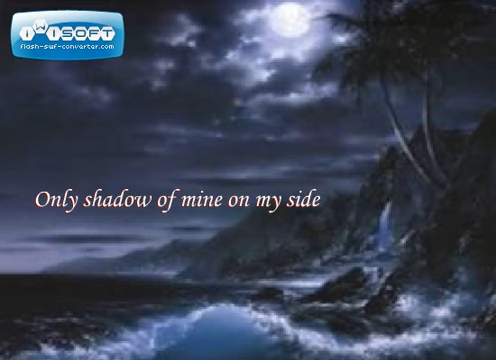 iWiSOFT
flash-swf-converter.com
Only shadow of mine on my side